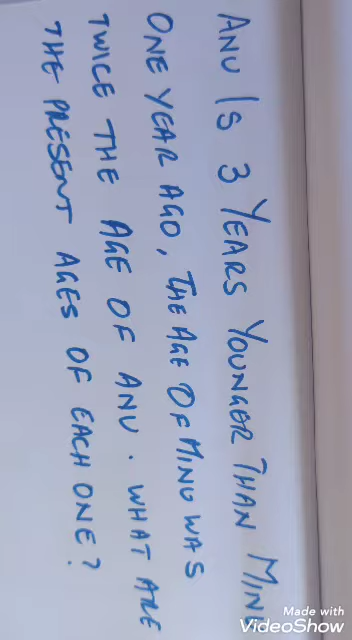 ANU IS 3 YEARS YOUNGER THAN MIN
ONE YEAR AGO, THE AGE OF MINU WAS
TWICE THE AGE OF ANU. WHAT ARE
THE PRESENT AGES OF EACH ONE?
Made with
VideoShow